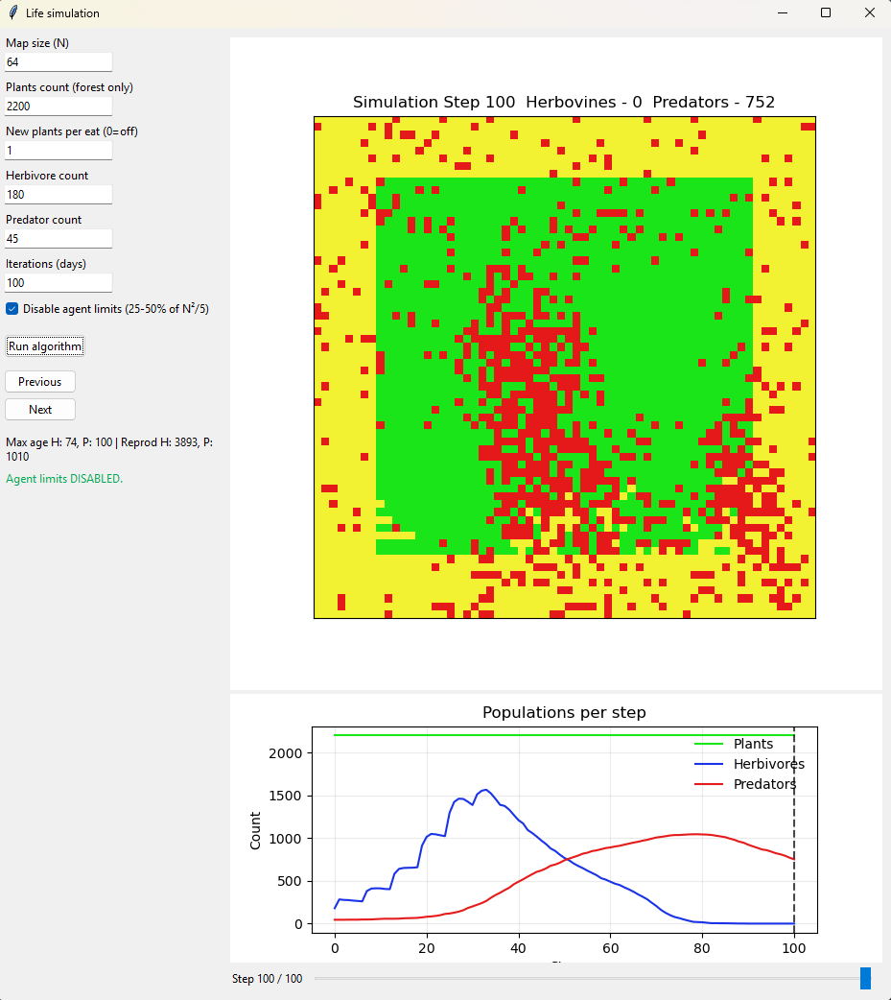 Life simulation
Map size (N)
64
Plants count (forest only)
2200
New plants per eat (0=off)
1
Herbivore count
180
Predator count
45
Iterations (days)
100
Disable agent limits (25-50% of N²/5)
Run algorithm
Previous
Next
Max age H: 74, P: 100 | Reprod H: 3893, P:
1010
Agent limits DISABLED.
Simulation Step 100 Herbovines - 0 Predators - 752
Populations per step
Plants
Herbivores
Predators
Count
2000
1500
1000
500
0
0 20 40 60 80 100
Step 100 / 100